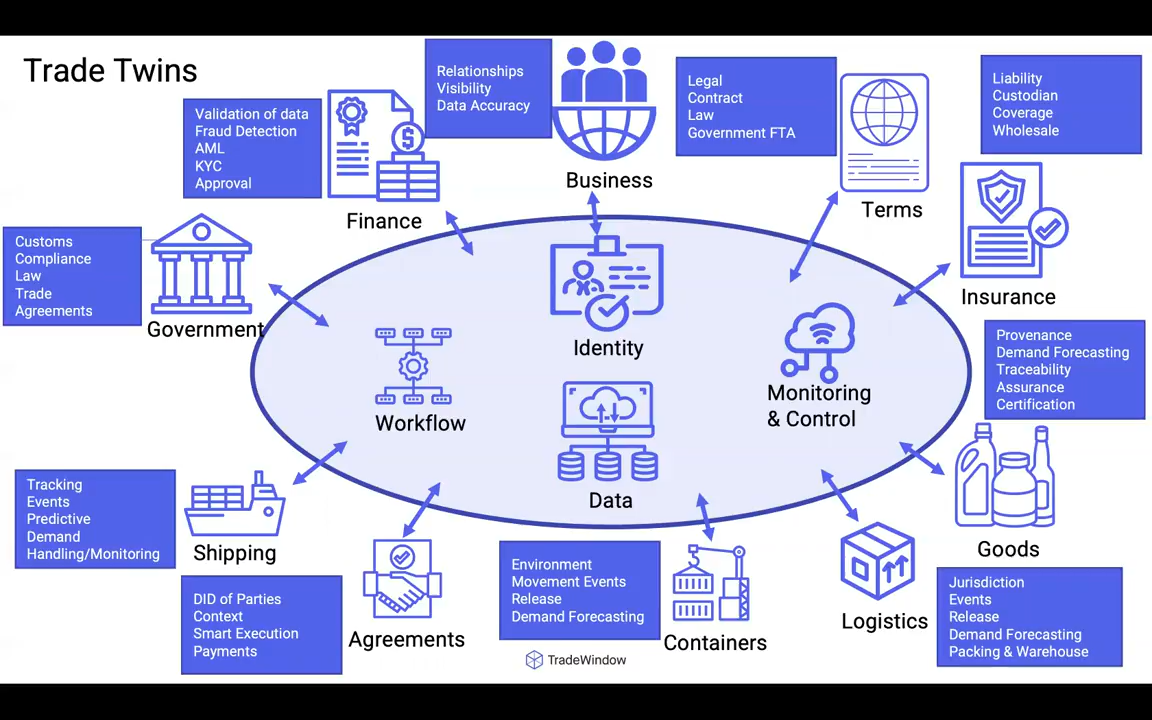 Trade Twins
Relationships
Visibility
Data Accuracy
Business
Legal
Contract
Law
Government FTA
Terms
Liability
Custodian
Coverage
Wholesale
Insurance
Validation of data
Fraud Detection
AML
KYC
Approval
Finance
Customs
Compliance
Law
Trade
Agreements
Government
Identity
Workflow
Monitoring
& Control
Data
Provenance
Demand Forecasting
Traceability
Assurance
Certification
Goods
Tracking
Events
Predictive
Demand
Handling/Monitoring
Shipping
DID of Parties
Context
Smart Execution
Payments
Agreements
Environment
Movement Events
Release
Demand Forecasting
Containers
Logistics
Jurisdiction
Events
Release
Demand Forecasting
Packing & Warehouse
TradeWindow